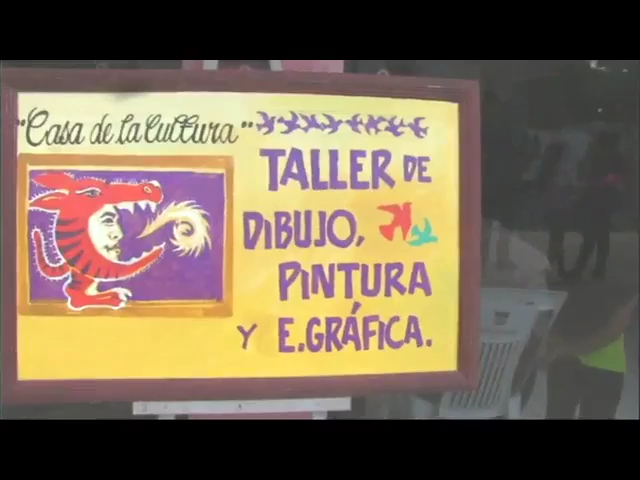 "Casa de la Cultura"
TALLER DE
DIBUJO,
PINTURA
Y E.GRÁFICA.